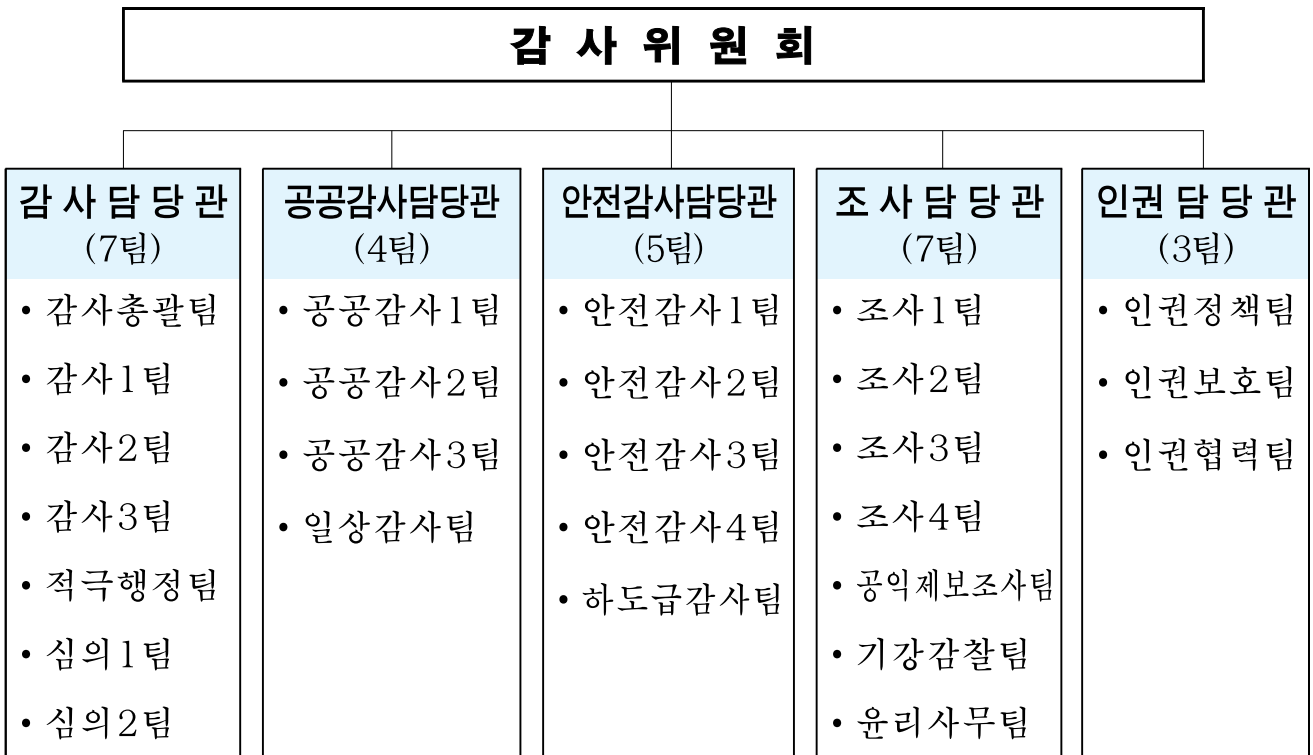 감 사 위 원 회
감 사 담 당 관
(7팀)
• 감사총괄팀
• 감사1팀
• 감사2팀
• 감사3팀
• 적극행정팀
• 심의1팀
• 심의2팀
공공감사담당관
(4팀)
• 공공감사1팀
• 공공감사2팀
• 공공감사3팀
• 일상감사팀
안전감사담당관
(5팀)
• 안전감사1팀
• 안전감사2팀
• 안전감사3팀
• 안전감사4팀
• 하도급감사팀
조 사 담 당 관
(7팀)
• 조사1팀
• 조사2팀
• 조사3팀
• 조사4팀
• 공익제보조사팀
• 기강감찰팀
• 윤리사무팀
인권 담 당 관
(3팀)
• 인권정책팀
• 인권보호팀
• 인권협력팀